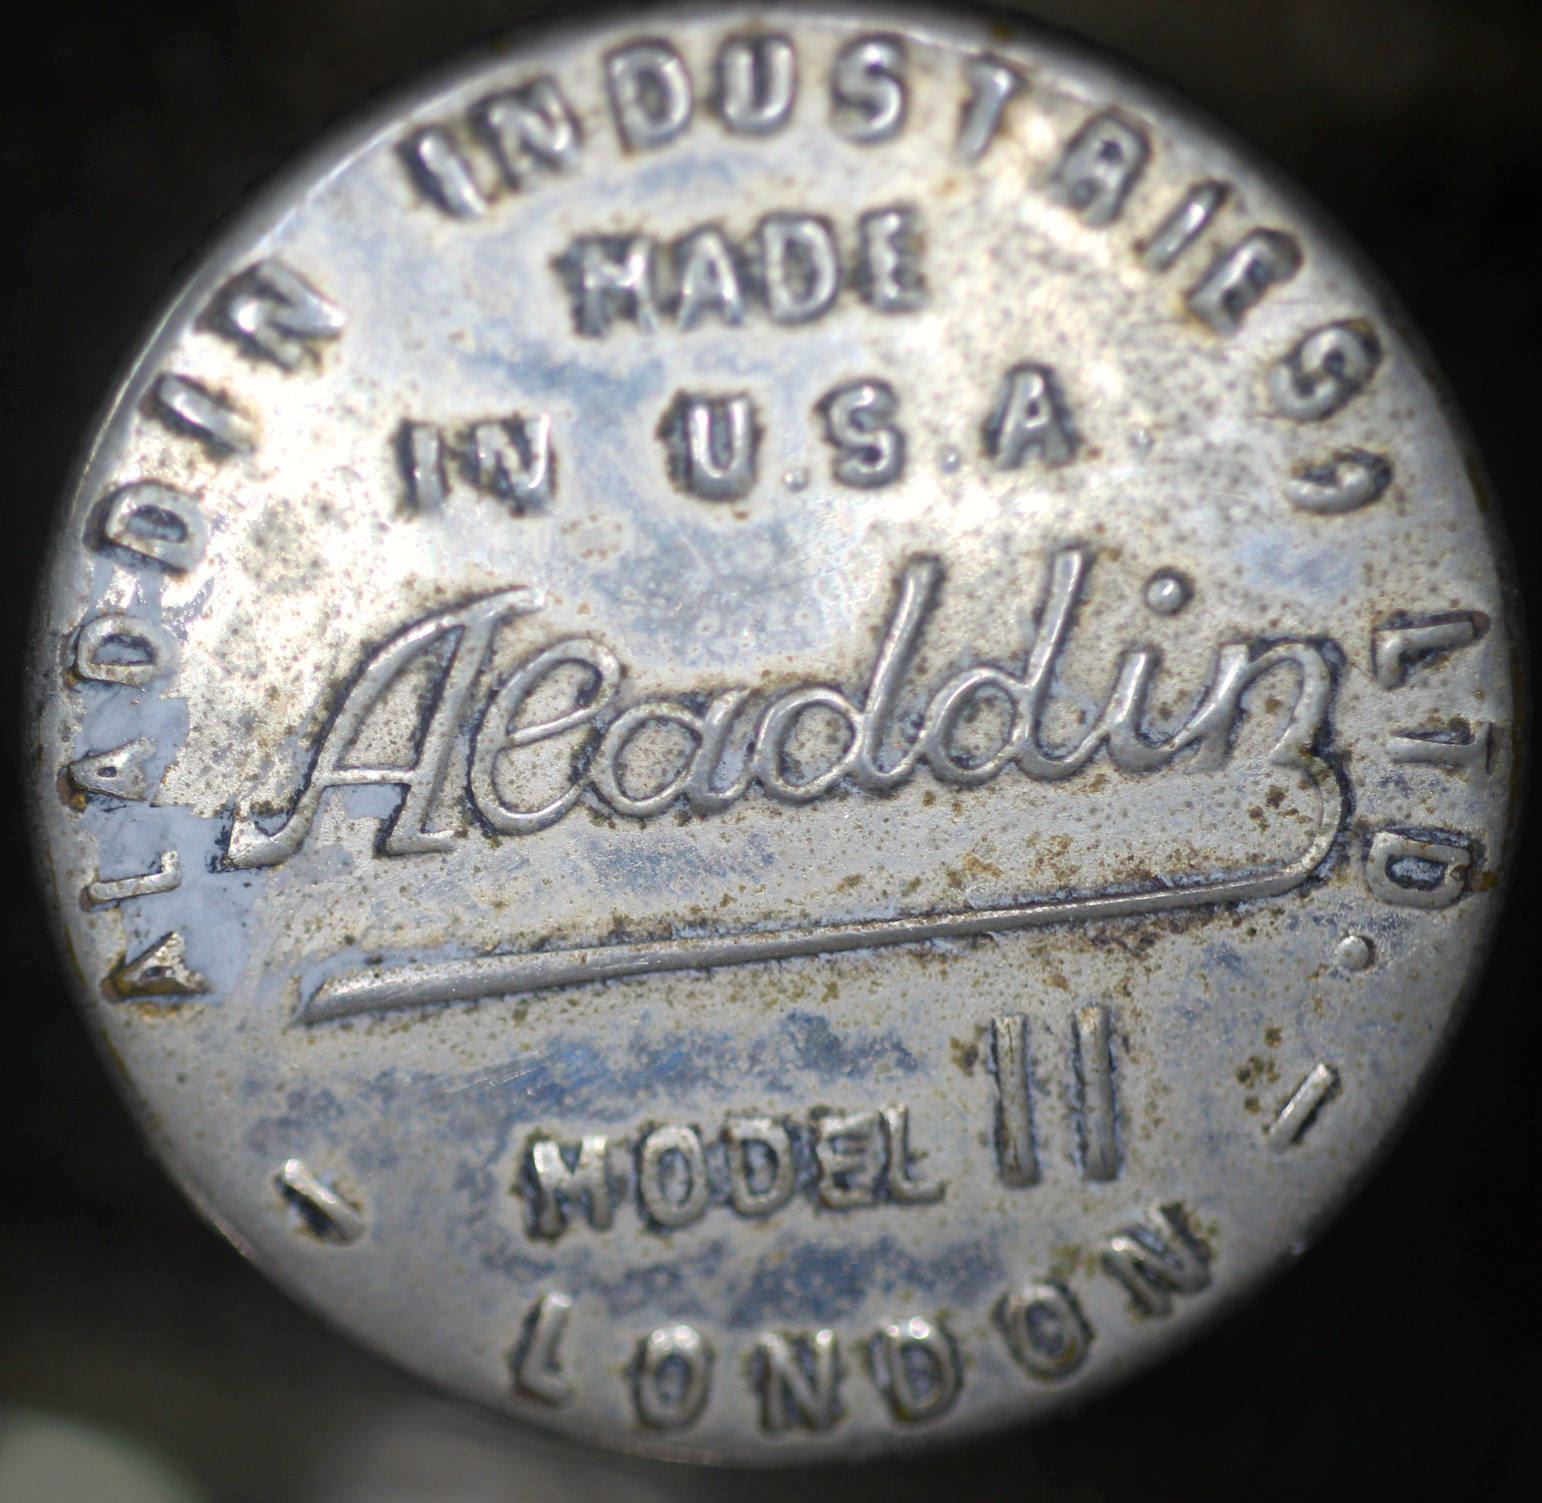 ALADDIN INDUSTRIES, LTD.
MADE
IN U.S.A.
Aladdin
MODEL 11
- LONDON -